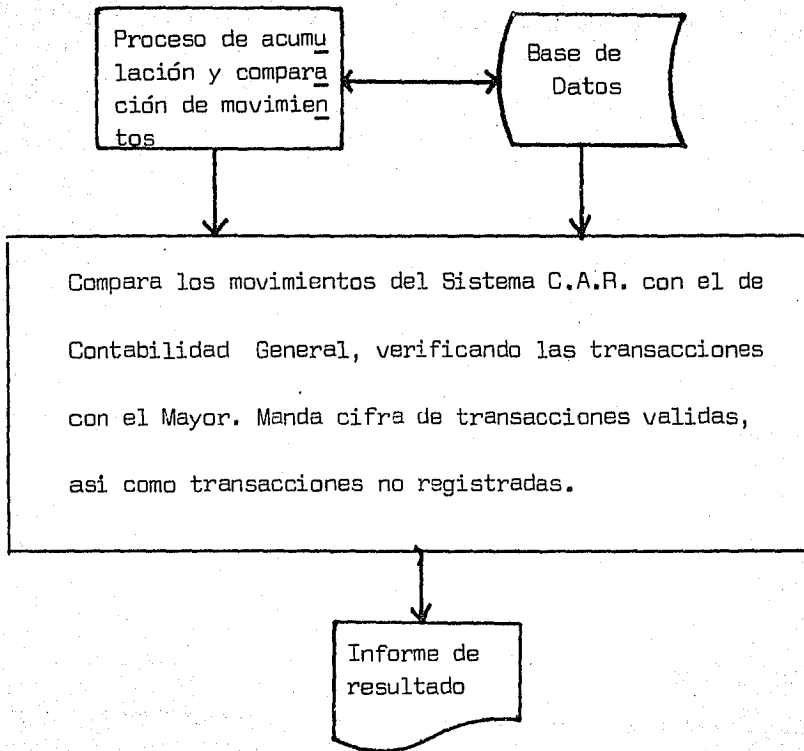 Proceso de acumu
lación y compara
ción de movimien
tos
Base de
Datos
Compara los movimientos del Sistema C.A.R. con el de
Contabilidad General, verificando las transacciones
con el Mayor. Manda cifra de transacciones validas,
asi como transacciones no registradas.
Informe de
resultado